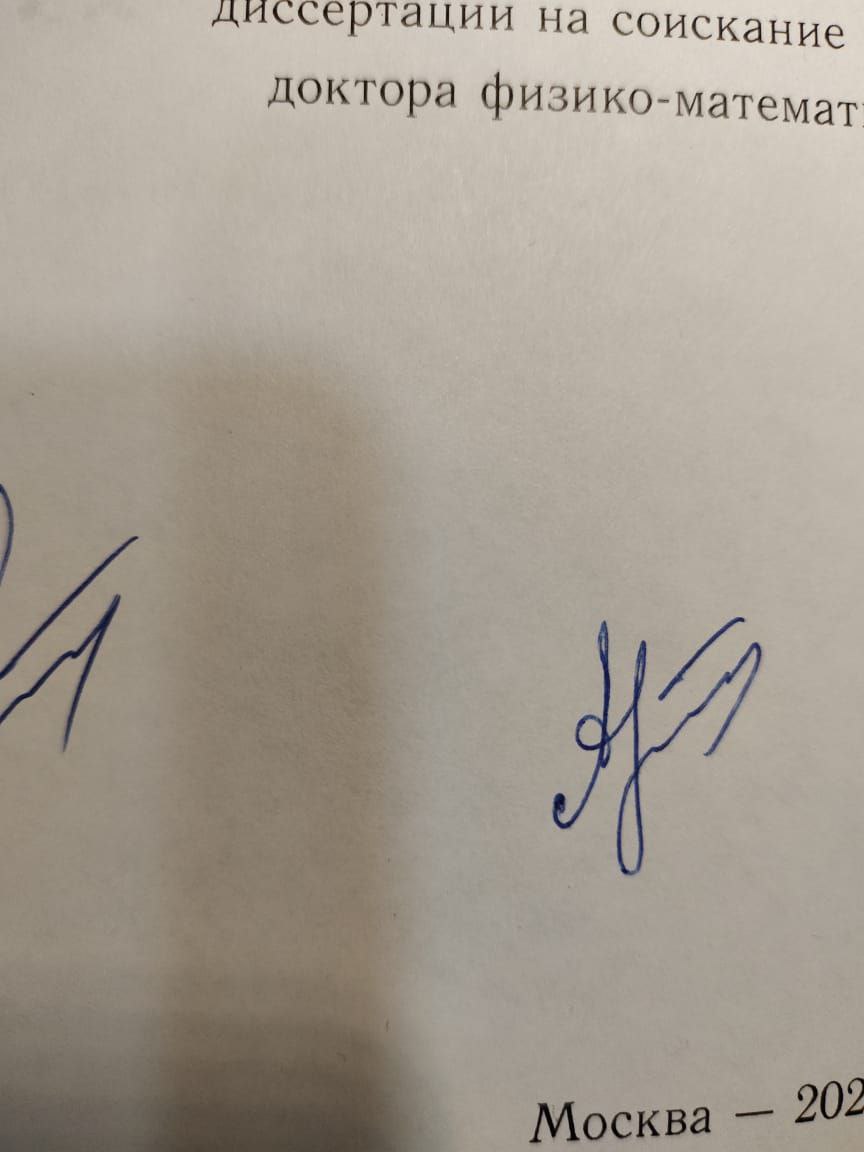 диссертации на соискание
доктора физико-математ
Москва — 202